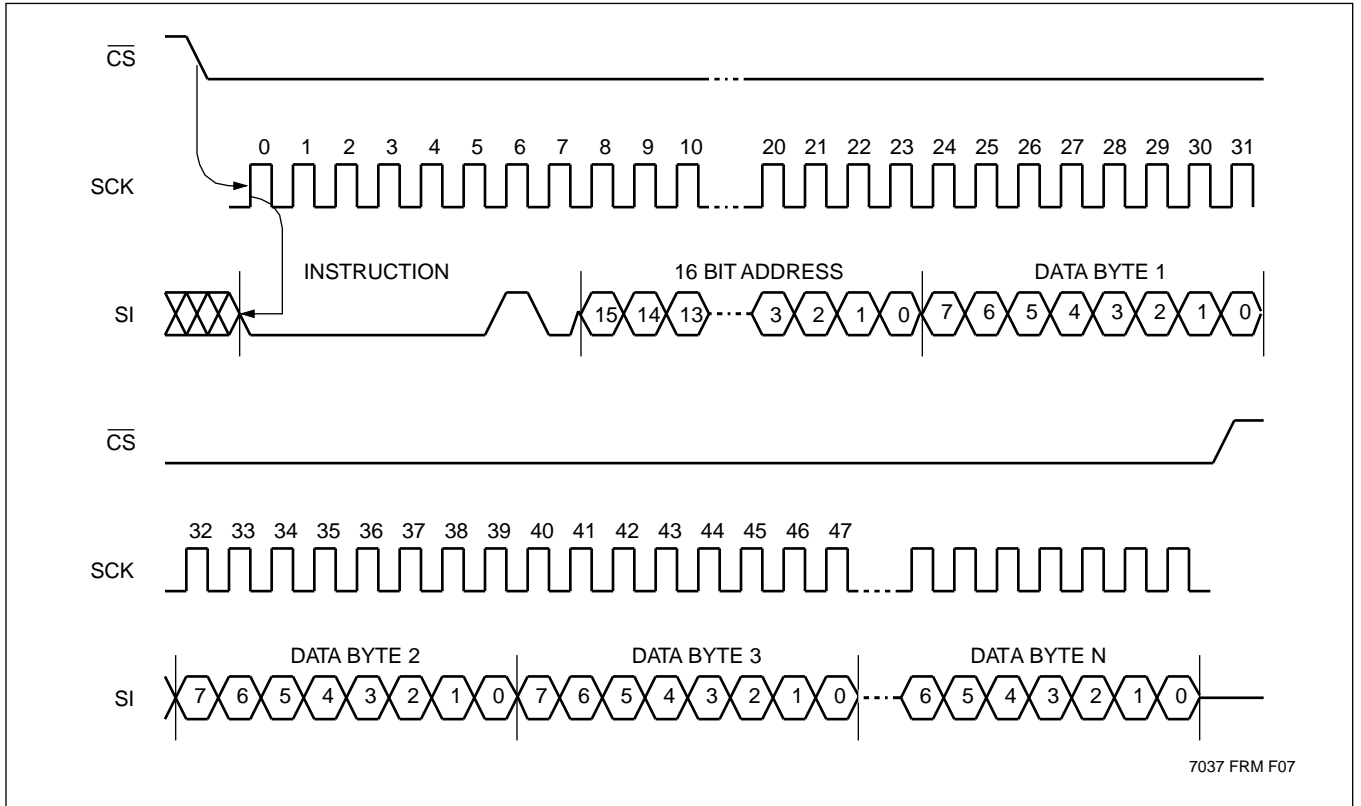 CS
0 1 2 3 4 5 6 7 8 9 10 20 21 22 23 24 25 26 27 28 29 30 31
SCK
INSTRUCTION 16 BIT ADDRESS DATA BYTE 1
SI 15 14 13 3 2 1 0 7 6 5 4 3 2 1 0
CS
32 33 34 35 36 37 38 39 40 41 42 43 44 45 46 47
SCK
DATA BYTE 2 DATA BYTE 3 DATA BYTE N
SI 7 6 5 4 3 2 1 0 7 6 5 4 3 2 1 0 6 5 4 3 2 1 0
7037 FRM F07